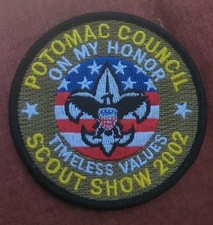 POTOMAC COUNCIL
ON MY HONOR
TIMELESS VALUES
SCOUT SHOW 2002